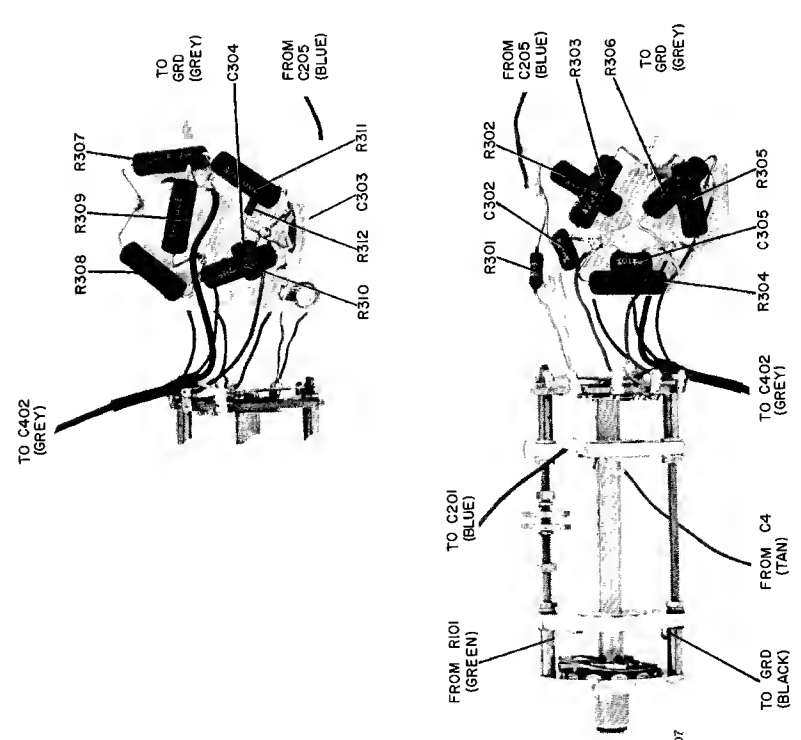 TO
GRD
(GREY)
C304
FROM
C205
(BLUE)
R307
R309
R308
R311
C303
R312
R310
TO C402
(GREY)
FROM
C205
(BLUE)
R303
R306
TO
GRD
(GREY)
R302
C302
R301
R305
C305
R304
TO C402
(GREY)
TO C201
(BLUE)
FROM C4
(TAN)
FROM R101
(GREEN)
TO GRD
(BLACK)
07